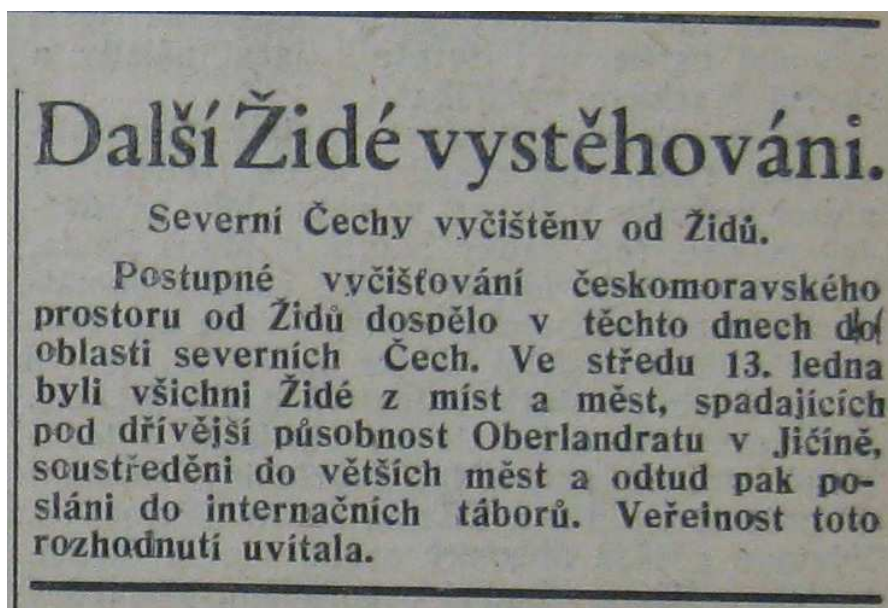 Další Židé vystěhováni.
Severní Čechy vyčištěny od Židů.
Postupné vyčišťování českomoravského
prostoru od Židů dospělo v těchto dnech do
oblasti severních Čech. Ve středu 13. ledna
byli všichni Židé z míst a měst, spadajících
pod dřívější působnost Oberlandratu v Jičíně,
soustředěni do větších měst a odtud pak po-
sláni do internačních táborů. Veřejnost toto
rozhodnutí uvítala.